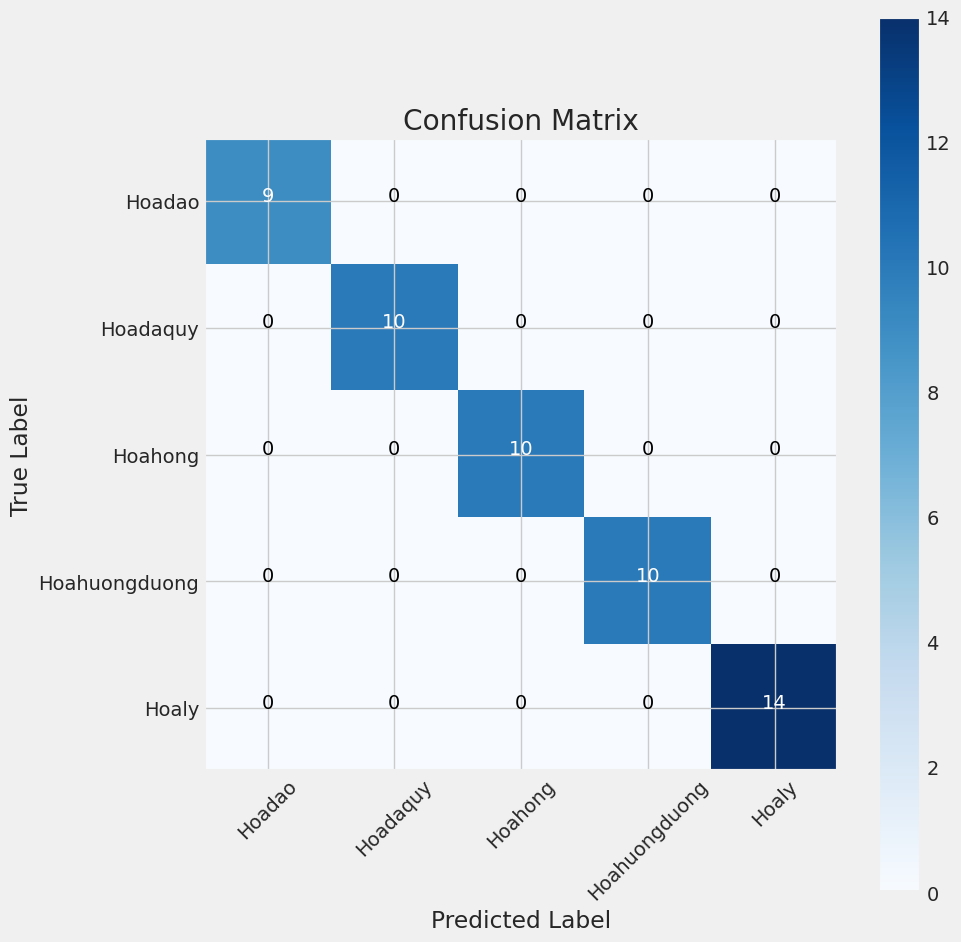 Confusion Matrix
True Label
Hoadao 9 0 0 0 0
Hoadaquy 0 10 0 0 0
Hoahong 0 0 10 0 0
Hoahuongduong 0 0 0 10 0
Hoaly 0 0 0 0 14
Hoadao Hoadaquy Hoahong Hoahuongduong Hoaly
Predicted Label
14
12
10
8
6
4
2
0